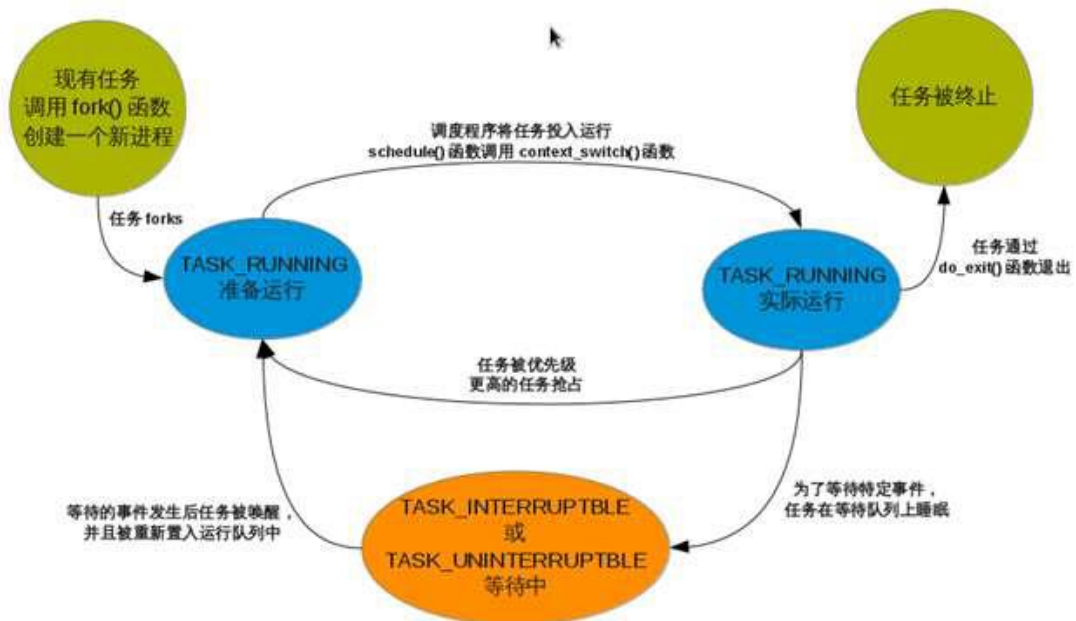 现有任务
调用 fork() 函数
创建一个新进程
任务被终止
调度程序将任务投入运行
schedule() 函数调用 context_switch() 函数
任务 forks
TASK_RUNNING
准备运行
TASK_RUNNING
实际运行
任务通过
do_exit() 函数退出
任务被优先级
更高的任务抢占
等待的事件发生后任务被唤醒，
并且被重新置入运行队列中
TASK_INTERRUPTBLE
或
TASK_UNINTERRUPTBLE
等待中
为了等待特定事件，
任务在等待队列上睡眠